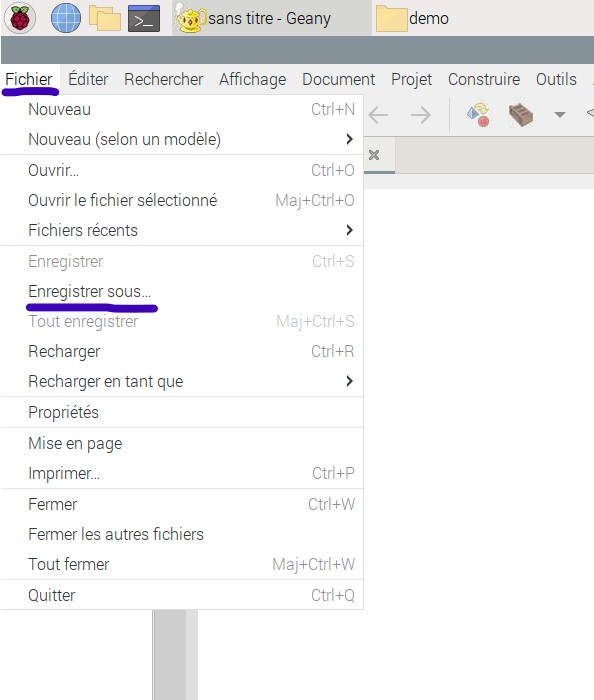 sans titre - Geany demo
Fichier Éditer Rechercher Affichage Document Projet Construire Outils
Nouveau Ctrl+N
Nouveau (selon un modèle)
Ouvrir... Ctrl+O
Ouvrir le fichier sélectionné Maj+Ctrl+O
Fichiers récents
Enregistrer Ctrl+S
Enregistrer sous...
Tout enregistrer Maj+Ctrl+S
Recharger Ctrl+R
Recharger en tant que
Propriétés
Mise en page
Imprimer... Ctrl+P
Fermer Ctrl+W
Fermer les autres fichiers
Tout fermer Maj+Ctrl+W
Quitter Ctrl+Q